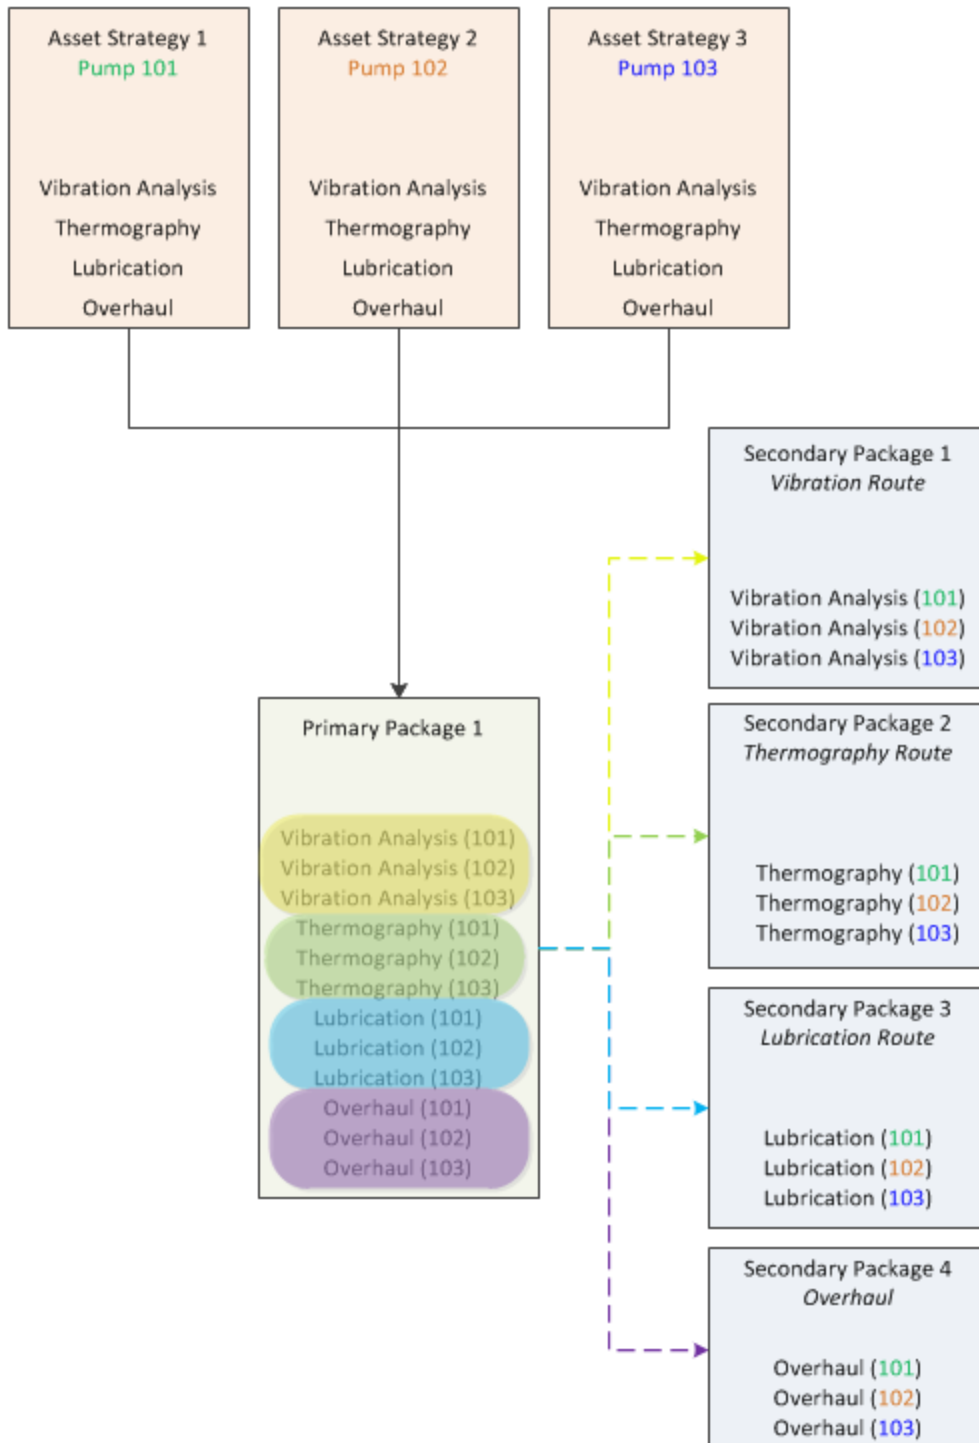 Asset Strategy 1
Pump 101
Vibration Analysis
Thermography
Lubrication
Overhaul
Asset Strategy 2
Pump 102
Vibration Analysis
Thermography
Lubrication
Overhaul
Asset Strategy 3
Pump 103
Vibration Analysis
Thermography
Lubrication
Overhaul
Primary Package 1
Vibration Analysis (101)
Vibration Analysis (102)
Vibration Analysis (103)
Thermography (101)
Thermography (102)
Thermography (103)
Lubrication (101)
Lubrication (102)
Lubrication (103)
Overhaul (101)
Overhaul (102)
Overhaul (103)
Secondary Package 1
Vibration Route
Vibration Analysis (101)
Vibration Analysis (102)
Vibration Analysis (103)
Secondary Package 2
Thermography Route
Thermography (101)
Thermography (102)
Thermography (103)
Secondary Package 3
Lubrication Route
Lubrication (101)
Lubrication (102)
Lubrication (103)
Secondary Package 4
Overhaul
Overhaul (101)
Overhaul (102)
Overhaul (103)